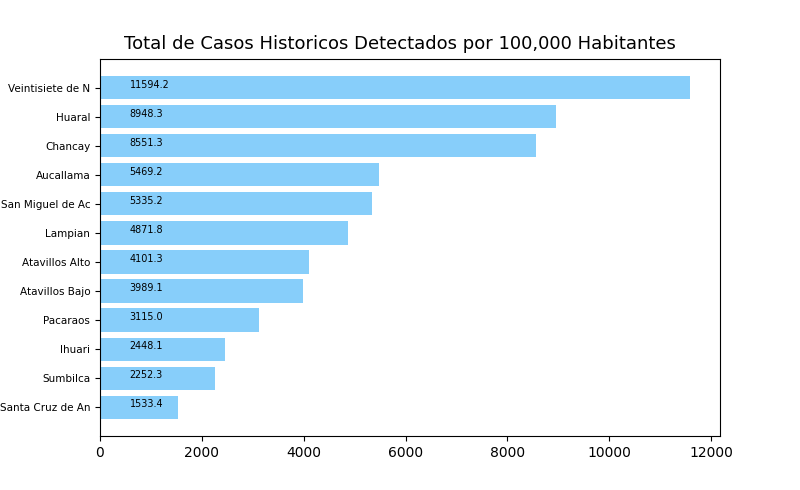 Total de Casos Historicos Detectados por 100,000 Habitantes
Veintisiete de N 11594.2
Huaral 8948.3
Chancay 8551.3
Aucallama 5469.2
San Miguel de Ac 5335.2
Lampian 4871.8
Atavillos Alto 4101.3
Atavillos Bajo 3989.1
Pacaraos 3115.0
Ihuari 2448.1
Sumbilca 2252.3
Santa Cruz de An 1533.4
0 2000 4000 6000 8000 10000 12000